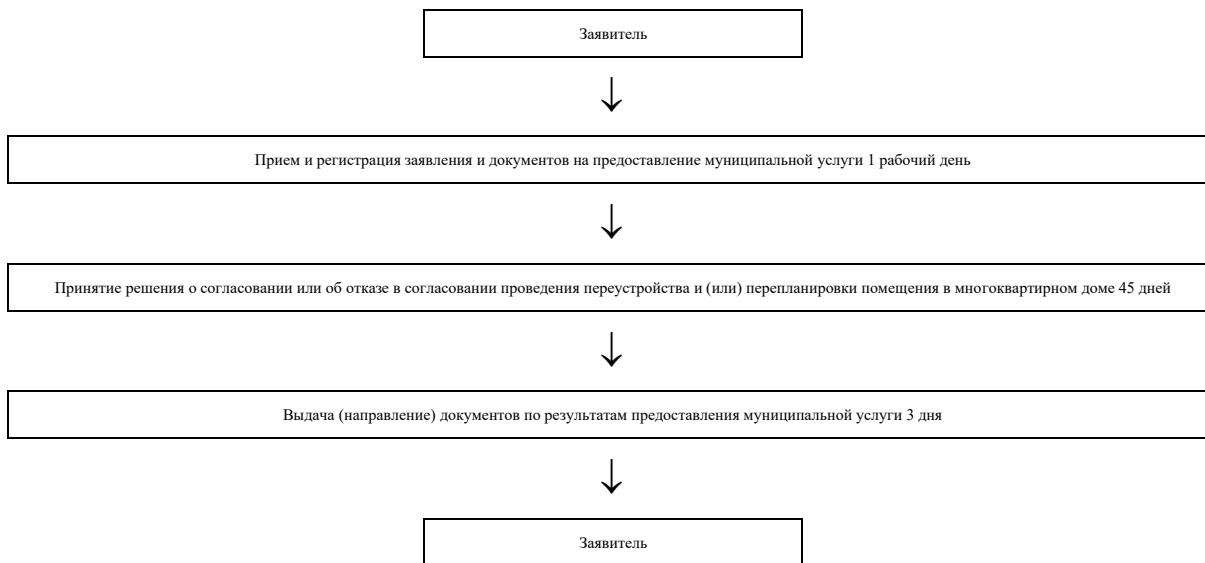 Заявитель
Прием и регистрация заявления и документов на предоставление муниципальной услуги 1 рабочий день
Принятие решения о согласовании или об отказе в согласовании проведения переустройства и (или) перепланировки помещения в многоквартирном доме 45 дней
Выдача (направление) документов по результатам предоставления муниципальной услуги 3 дня
Заявитель